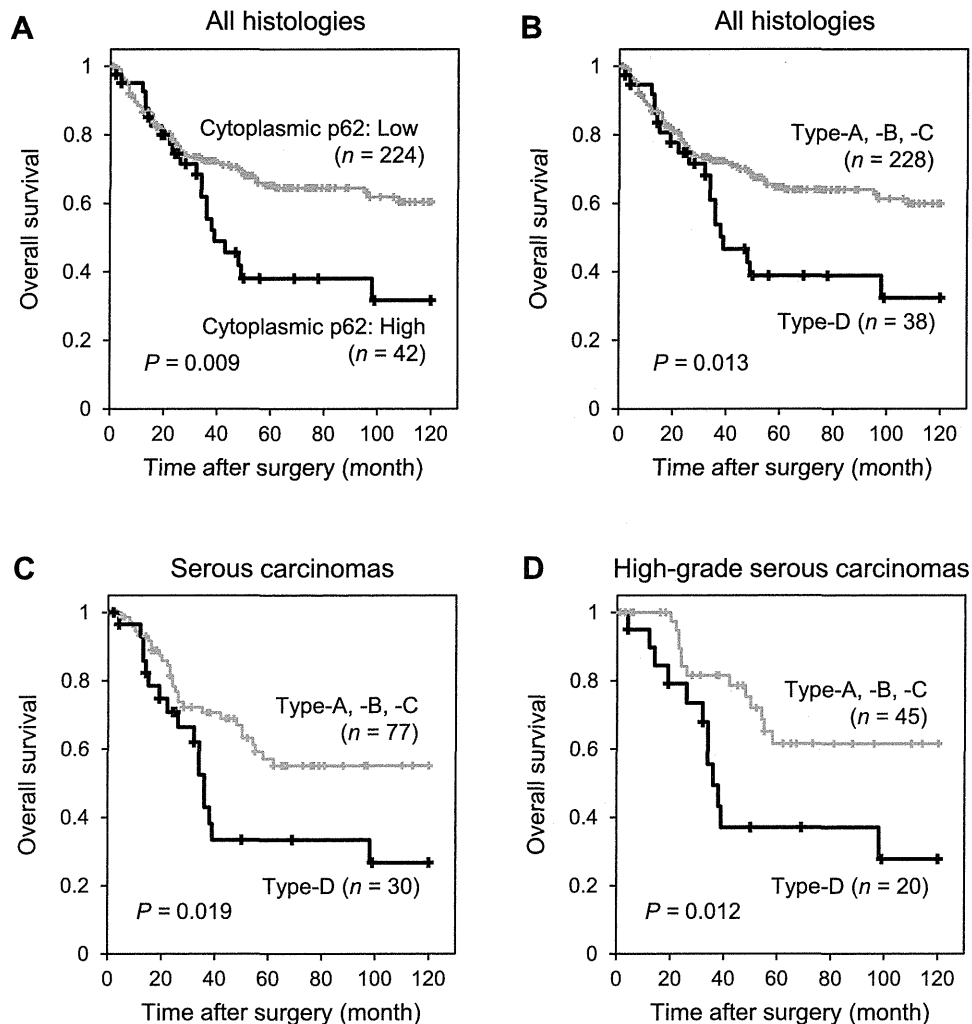 A
All histologies
1
0.8
0.6
0.4
0.2
0
Overall survival
Cytoplasmic p62: Low
(n = 224)
Cytoplasmic p62: High
(n = 42)
P = 0.009
0 20 40 60 80 100 120
Time after surgery (month)
B
All histologies
1
0.8
0.6
0.4
0.2
0
Overall survival
Type-A, -B, -C
(n = 228)
Type-D (n = 38)
P = 0.013
0 20 40 60 80 100 120
Time after surgery (month)
C
Serous carcinomas
1
0.8
0.6
0.4
0.2
0
Overall survival
Type-A, -B, -C
(n = 77)
Type-D (n = 30)
P = 0.019
0 20 40 60 80 100 120
Time after surgery (month)
D
High-grade serous carcinomas
1
0.8
0.6
0.4
0.2
0
Overall survival
Type-A, -B, -C
(n = 45)
Type-D (n = 20)
P = 0.012
0 20 40 60 80 100 120
Time after surgery (month)